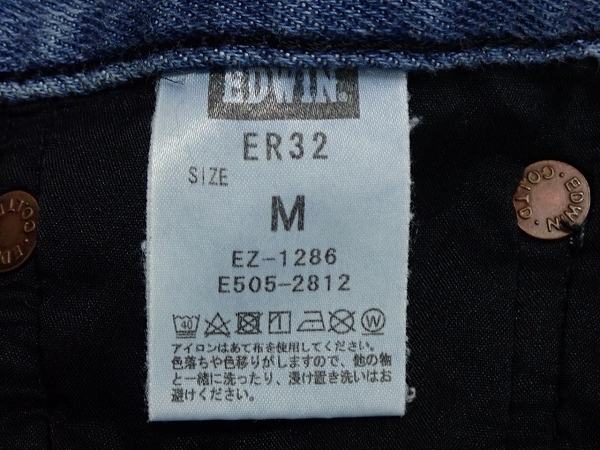 EDWIN.
ER32
SIZE
M
EZ-1286
E505-2812
40
W
アイロンはあて布を使用してください。
色落ちや色移りがしますので、他の物
と一緒に洗ったり、浸け置き洗いはお
避けください。
EDWIN・GOLTD・